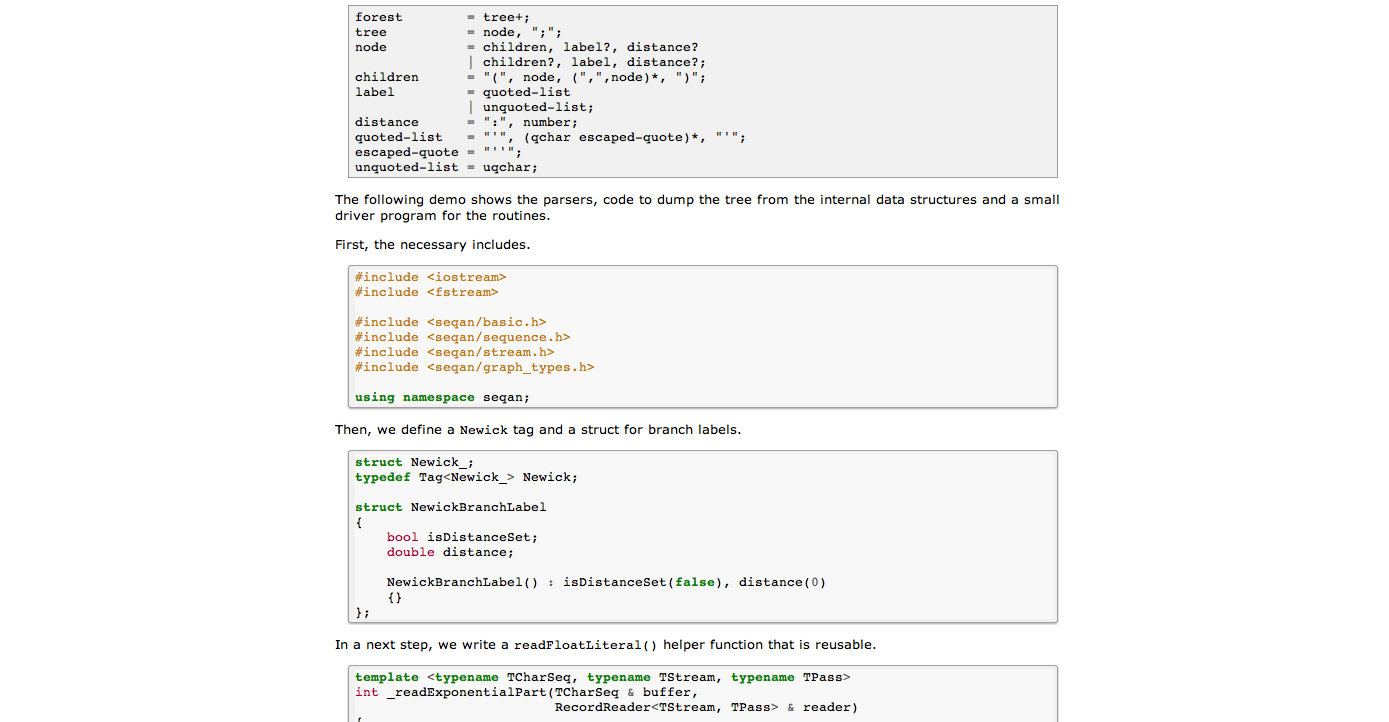 forest        = tree+;
tree          = node, ";";
node          = children, label?, distance?
              | children?, label, distance?;
children      = "(", node, (",",node)*, ")";
label         = quoted-list
              | unquoted-list;
distance      = ":", number;
quoted-list   = "'", (qchar escaped-quote)*, "'";
escaped-quote = "''";
unquoted-list = uqchar;
The following demo shows the parsers, code to dump the tree from the internal data structures and a small
driver program for the routines.
First, the necessary includes.
#include <iostream>
#include <fstream>
#include <seqan/basic.h>
#include <seqan/sequence.h>
#include <seqan/stream.h>
#include <seqan/graph_types.h>
using namespace seqan;
Then, we define a Newick tag and a struct for branch labels.
struct Newick_;
typedef Tag<Newick_> Newick;
struct NewickBranchLabel
{
    bool isDistanceSet;
    double distance;
    NewickBranchLabel() : isDistanceSet(false), distance(0)
    {}
};
In a next step, we write a readFloatLiteral() helper function that is reusable.
template <typename TCharSeq, typename TStream, typename TPass>
int _readExponentialPart(TCharSeq & buffer,
                         RecordReader<TStream, TPass> & reader)
{